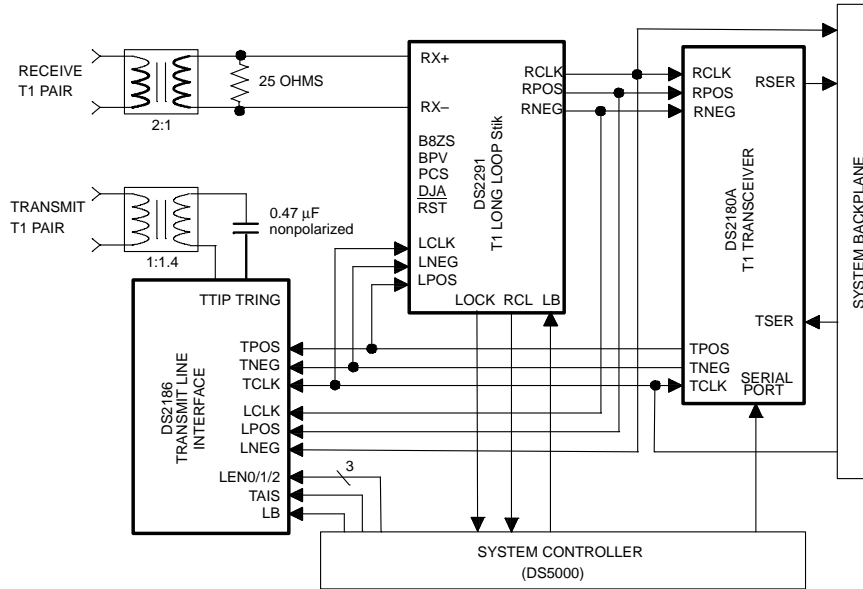 RECEIVE
T1 PAIR
2:1
25 OHMS
TRANSMIT
T1 PAIR
1:1.4
0.47 µF
nonpolarized
RX+
RX–
B8ZS
BPV
PCS
DJA
RST
LCLK
LNEG
LPOS
RCLK
RPOS
RNEG
DS2291
T1 LONG LOOP Stik
LOCK RCL LB
RCLK
RPOS
RNEG
RSER
DS2180A
T1 TRANSCEIVER
TSER
TPOS
TNEG
TCLK
SERIAL
PORT
SYSTEM BACKPLANE
TTIP TRING
TPOS
TNEG
TCLK
LCLK
LPOS
LNEG
LEN0/1/2
TAIS
LB
DS2186
TRANSMIT LINE
INTERFACE
3
SYSTEM CONTROLLER
(DS5000)